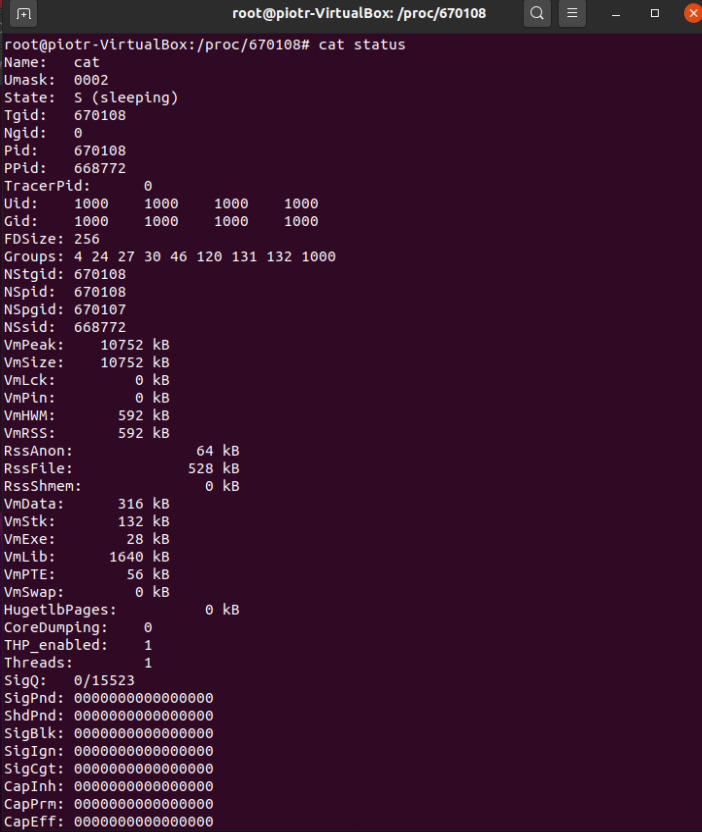 root@piotr-VirtualBox: /proc/670108
root@piotr-VirtualBox:/proc/670108# cat status
Name:   cat
Umask:  0002
State:  S (sleeping)
Tgid:   670108
Ngid:   0
Pid:    670108
PPid:   668772
TracerPid:      0
Uid:    1000    1000    1000    1000
Gid:    1000    1000    1000    1000
FDSize: 256
Groups: 4 24 27 30 46 120 131 132 1000
NStgid: 670108
NSpid:  670108
NSpgid: 670107
NSsid:  668772
VmPeak:    10752 kB
VmSize:    10752 kB
VmLck:         0 kB
VmPin:         0 kB
VmHWM:       592 kB
VmRSS:       592 kB
RssAnon:              64 kB
RssFile:             528 kB
RssShmem:              0 kB
VmData:      316 kB
VmStk:       132 kB
VmExe:        28 kB
VmLib:      1640 kB
VmPTE:        56 kB
VmSwap:        0 kB
HugetlbPages:          0 kB
CoreDumping:    0
THP_enabled:    1
Threads:        1
SigQ:   0/15523
SigPnd: 0000000000000000
ShdPnd: 0000000000000000
SigBlk: 0000000000000000
SigIgn: 0000000000000000
SigCgt: 0000000000000000
CapInh: 0000000000000000
CapPrm: 0000000000000000
CapEff: 0000000000000000